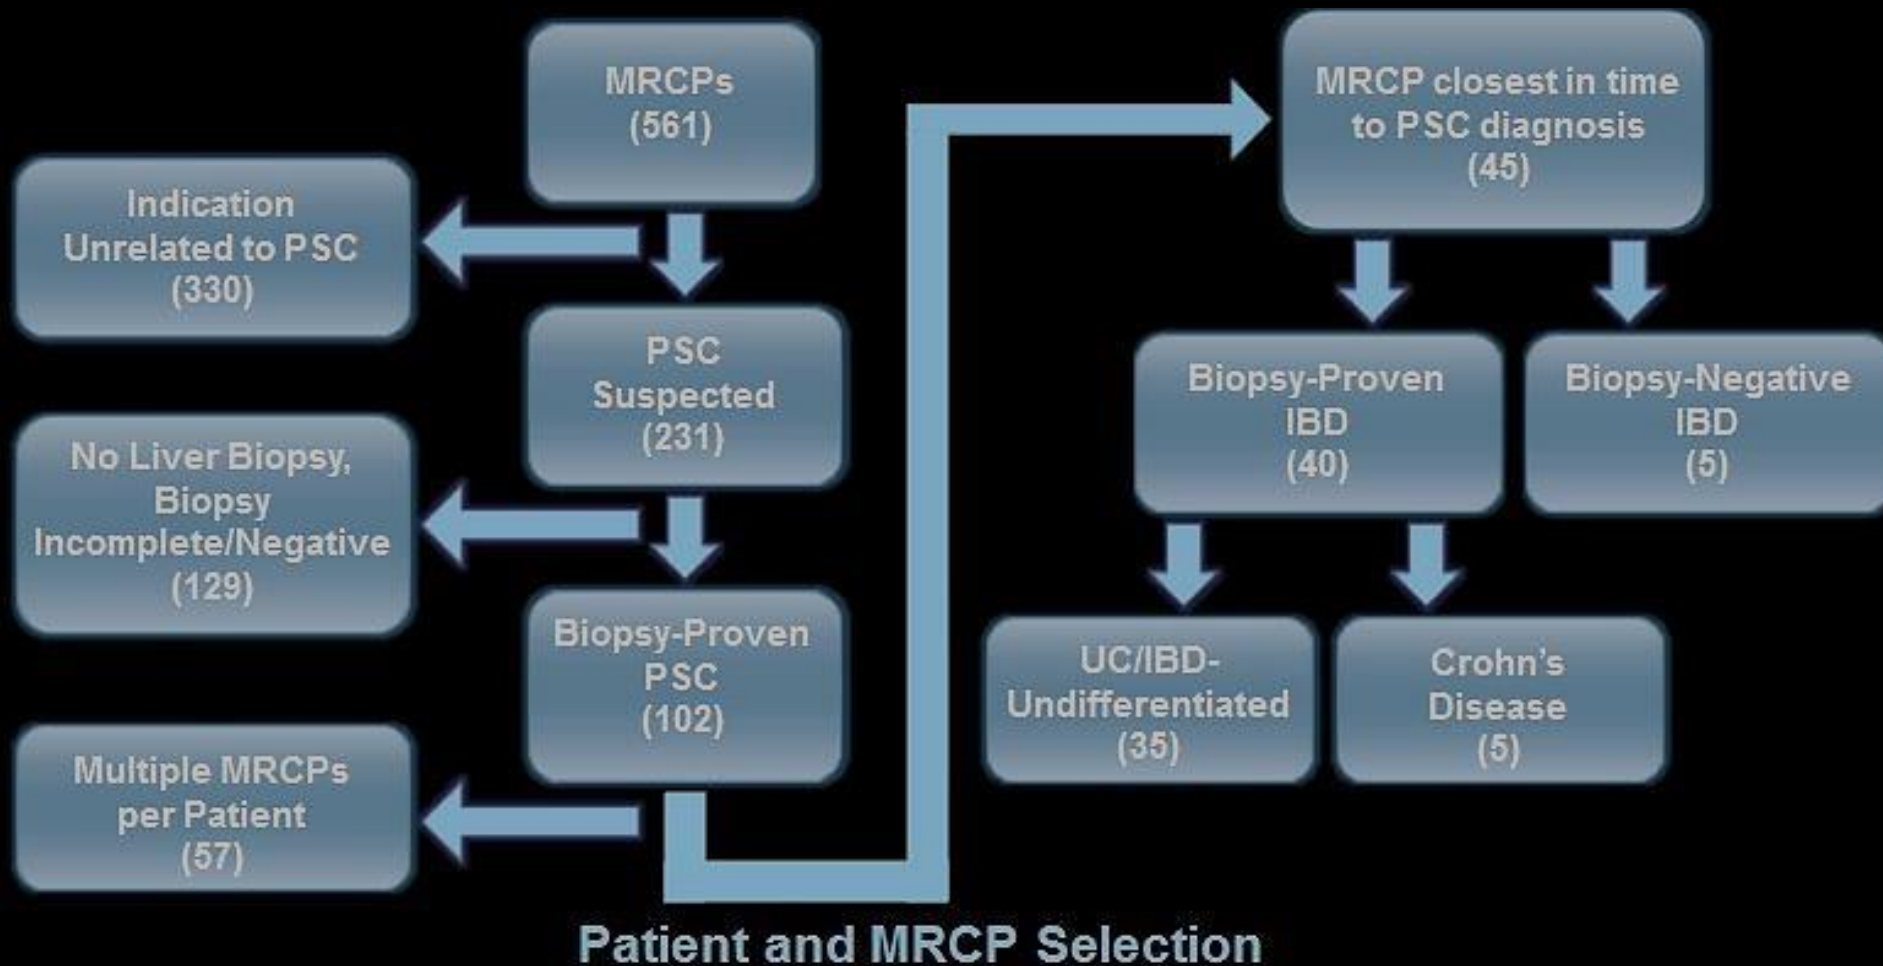 MRCPs
(561)
Indication
Unrelated to PSC
(330)
PSC
Suspected
(231)
No Liver Biopsy,
Biopsy
Incomplete/Negative
(129)
Biopsy-Proven
PSC
(102)
Multiple MRCPs
per Patient
(57)
MRCP closest in time
to PSC diagnosis
(45)
Biopsy-Proven
IBD
(40)
Biopsy-Negative
IBD
(5)
UC/IBD-
Undifferentiated
(35)
Crohn's
Disease
(5)
Patient and MRCP Selection